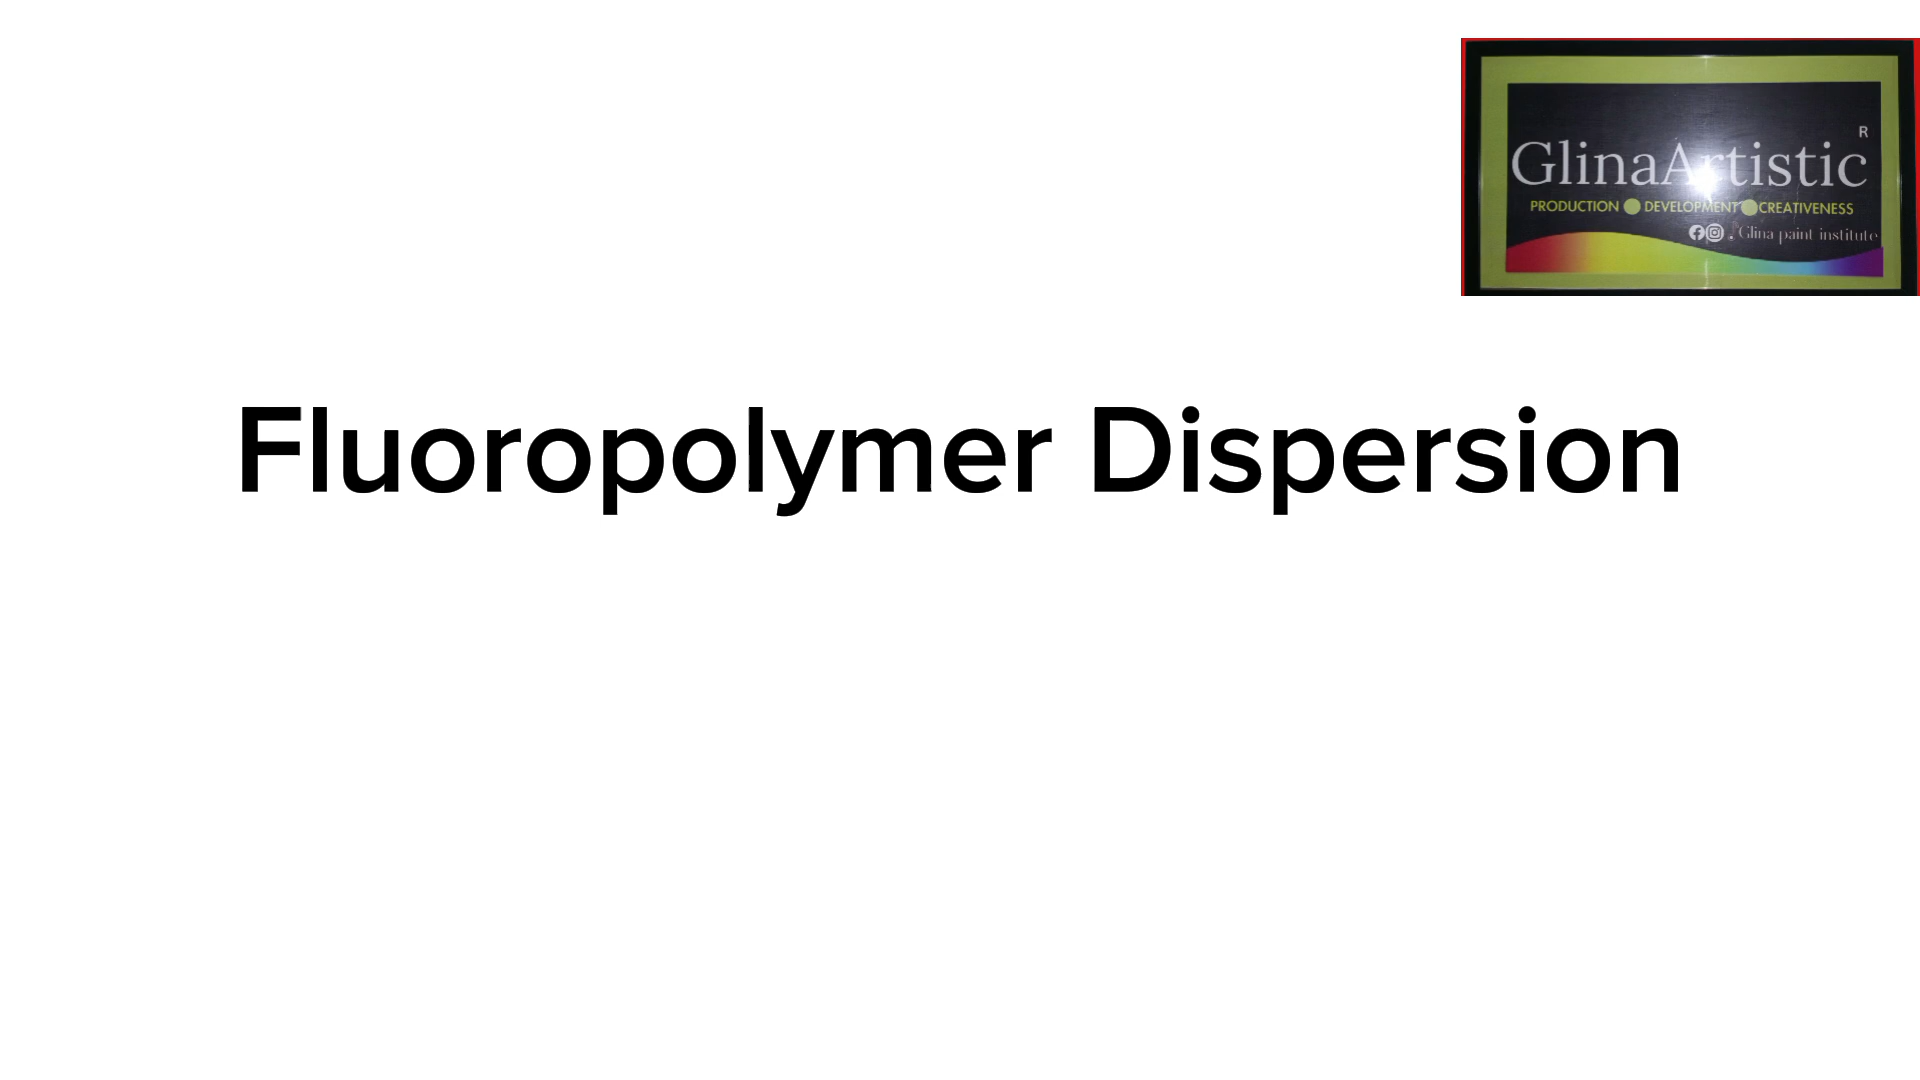 R
GlinaArtistic
PRODUCTION DEVELOPMENT CREATIVENESS
Glina paint institute
Fluoropolymer Dispersion